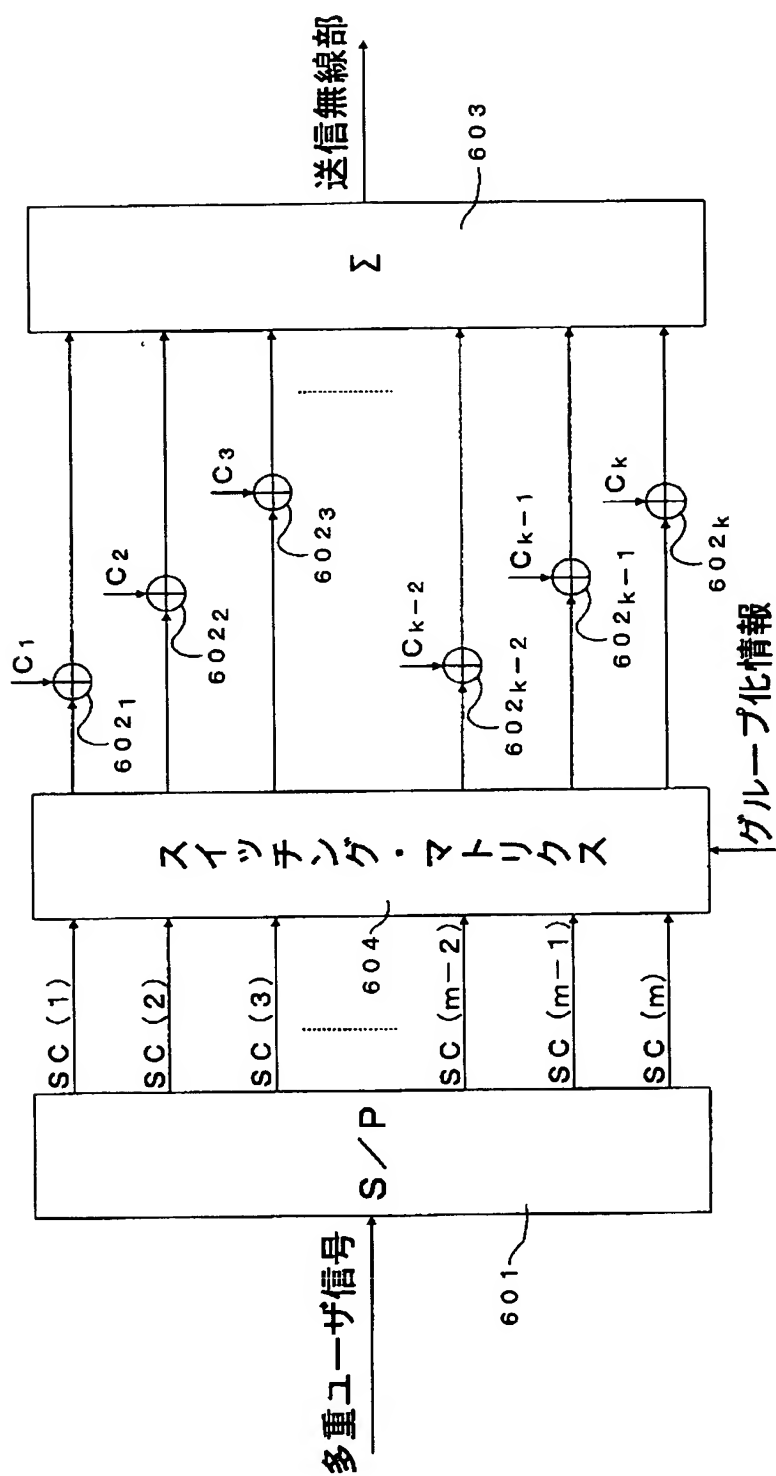 多重ユーザ信号
S/P
601
SC (1)
SC (2)
SC (3)
SC (m-2)
SC (m-1)
SC (m)
スイッチング・マトリクス
604
グループ化情報
C1
6021
C2
6022
C3
6023
Ck-2
602k-2
Ck-1
602k-1
Ck
602k
Σ
603
送信無線部